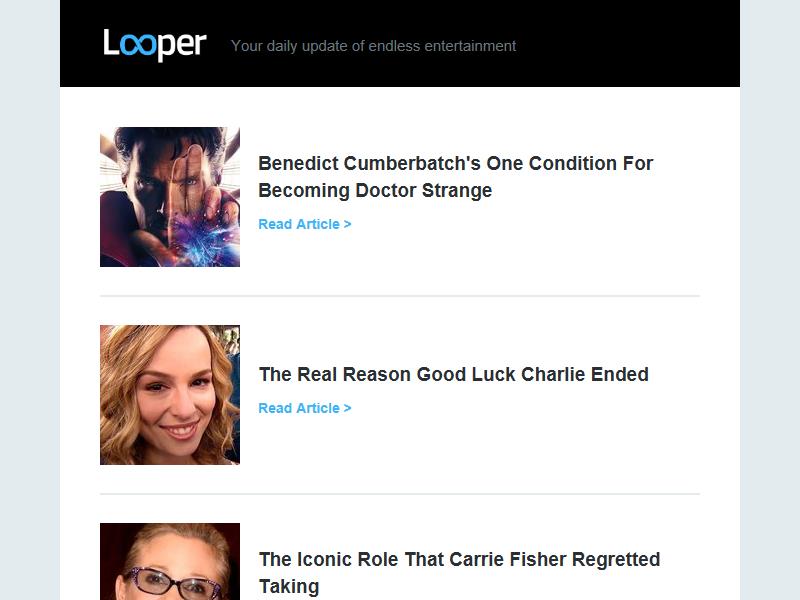 Looper
Your daily update of endless entertainment
Benedict Cumberbatch's One Condition For
Becoming Doctor Strange
Read Article >
The Real Reason Good Luck Charlie Ended
Read Article >
The Iconic Role That Carrie Fisher Regretted
Taking